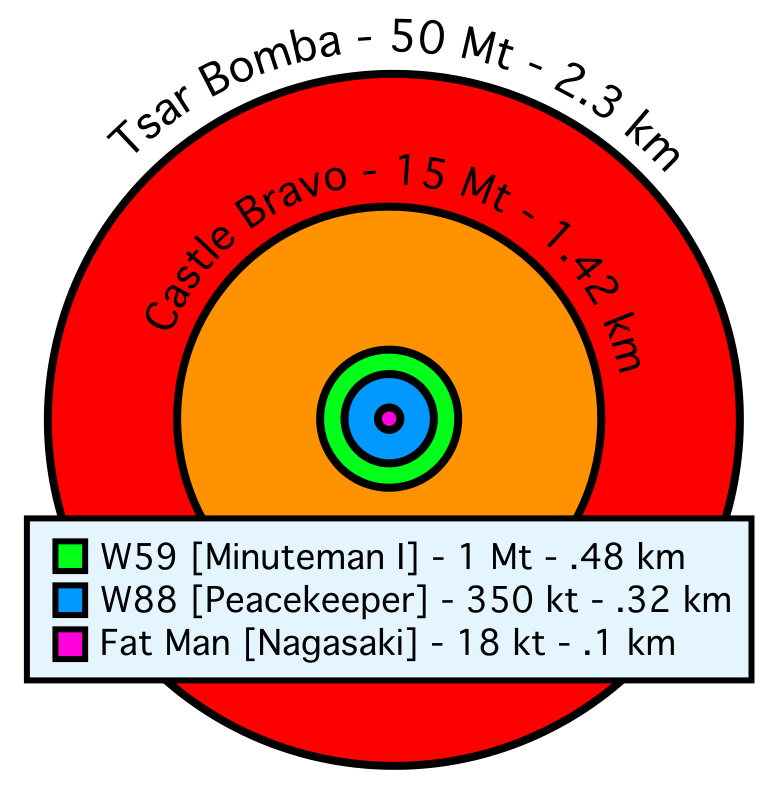 Tsar Bomba - 50 Mt - 2.3 km
Castle Bravo - 15 Mt - 1.42 km
W59 [Minuteman I] - 1 Mt - .48 km
W88 [Peacekeeper] - 350 kt - .32 km
Fat Man [Nagasaki] - 18 kt - .1 km